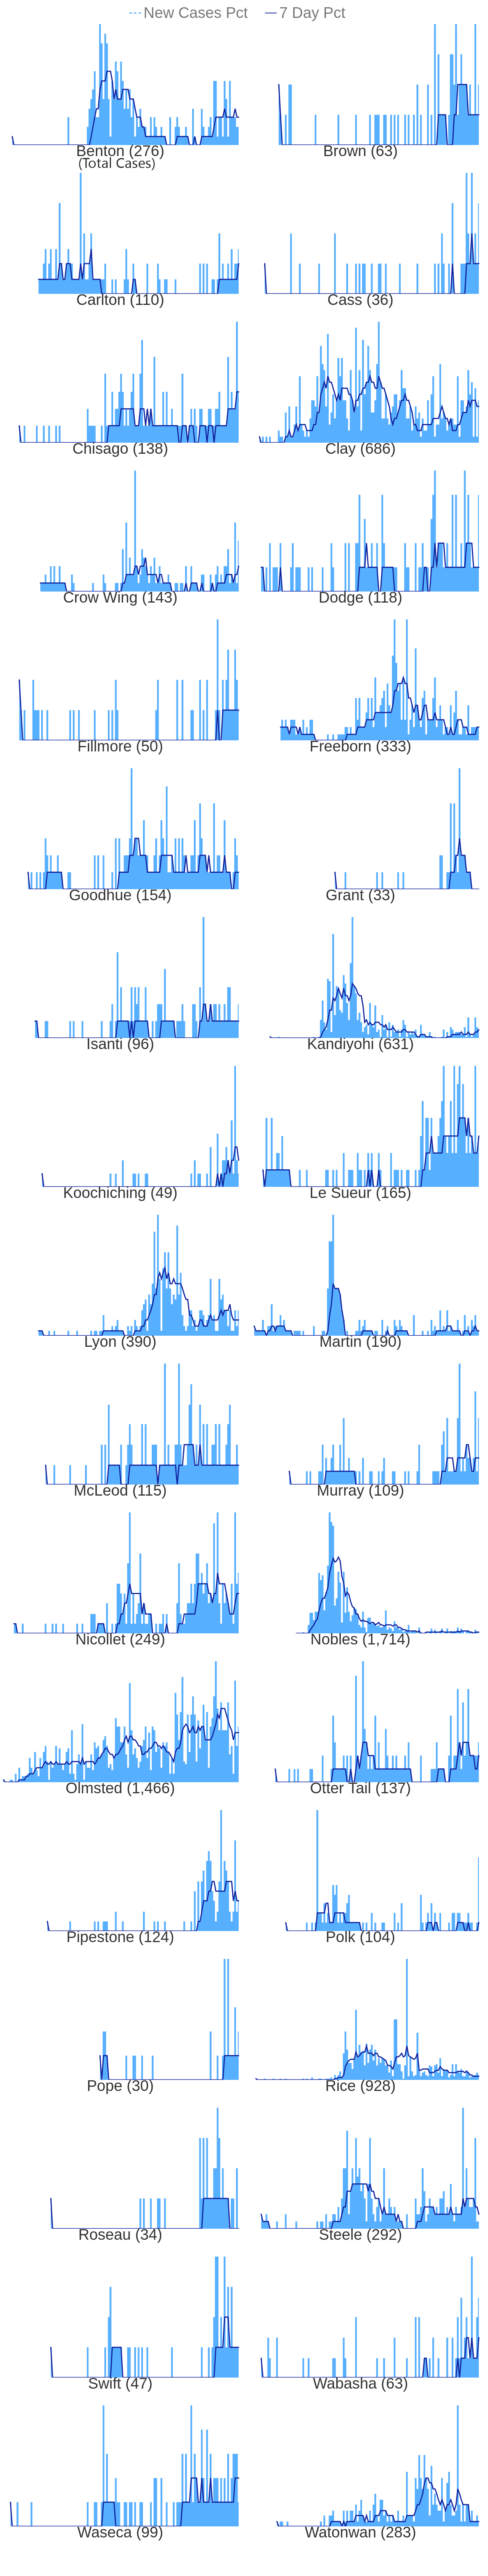 New Cases Pct 7 Day Pct
Benton (276) Brown (63)
(Total Cases)
Carlton (110) Cass (36)
Chisago (138) Clay (686)
Crow Wing (143) Dodge (118)
Fillmore (50) Freeborn (333)
Goodhue (154) Grant (33)
Isanti (96) Kandiyohi (631)
Koochiching (49) Le Sueur (165)
Lyon (390) Martin (190)
McLeod (115) Murray (109)
Nicollet (249) Nobles (1,714)
Olmsted (1,466) Otter Tail (137)
Pipestone (124) Polk (104)
Pope (30) Rice (928)
Roseau (34) Steele (292)
Swift (47) Wabasha (63)
Waseca (99) Watonwan (283)